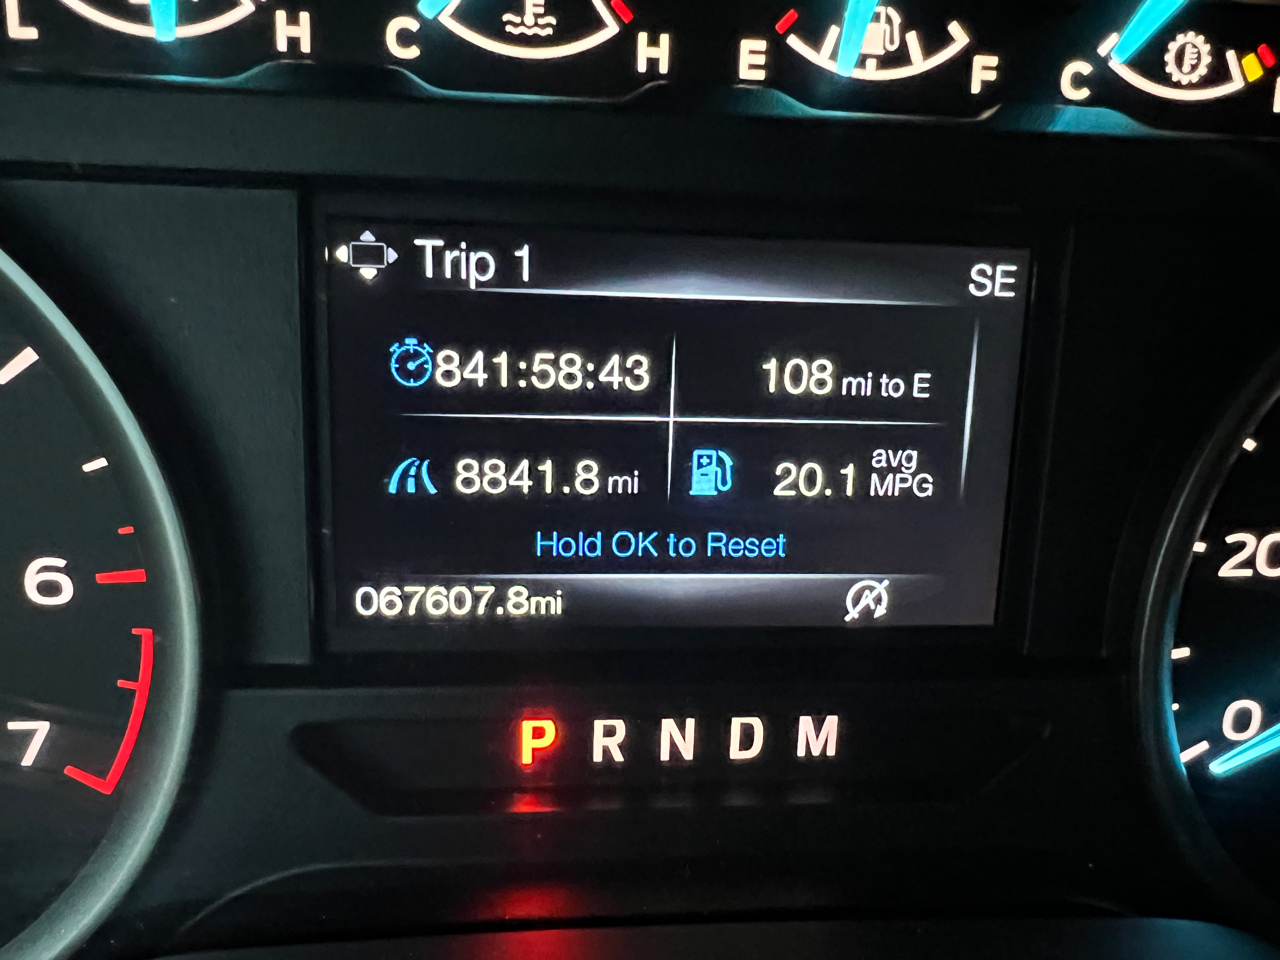 L H C H E F C
Trip 1
SE
841:58:43
108 mi to E
8841.8 mi
20.1 avg MPG
Hold OK to Reset
067607.8mi
6
7
20
0
P R N D M